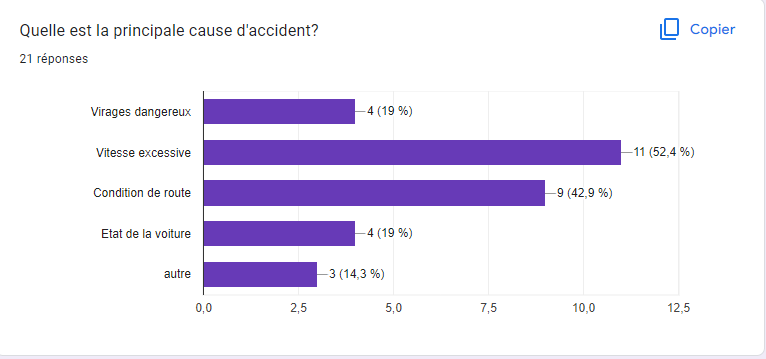 Quelle est la principale cause d'accident?
Copier
21 réponses
Virages dangereux 4 (19 %)
Vitesse excessive 11 (52,4 %)
Condition de route 9 (42,9 %)
Etat de la voiture 4 (19 %)
autre 3 (14,3 %)
0,0 2,5 5,0 7,5 10,0 12,5